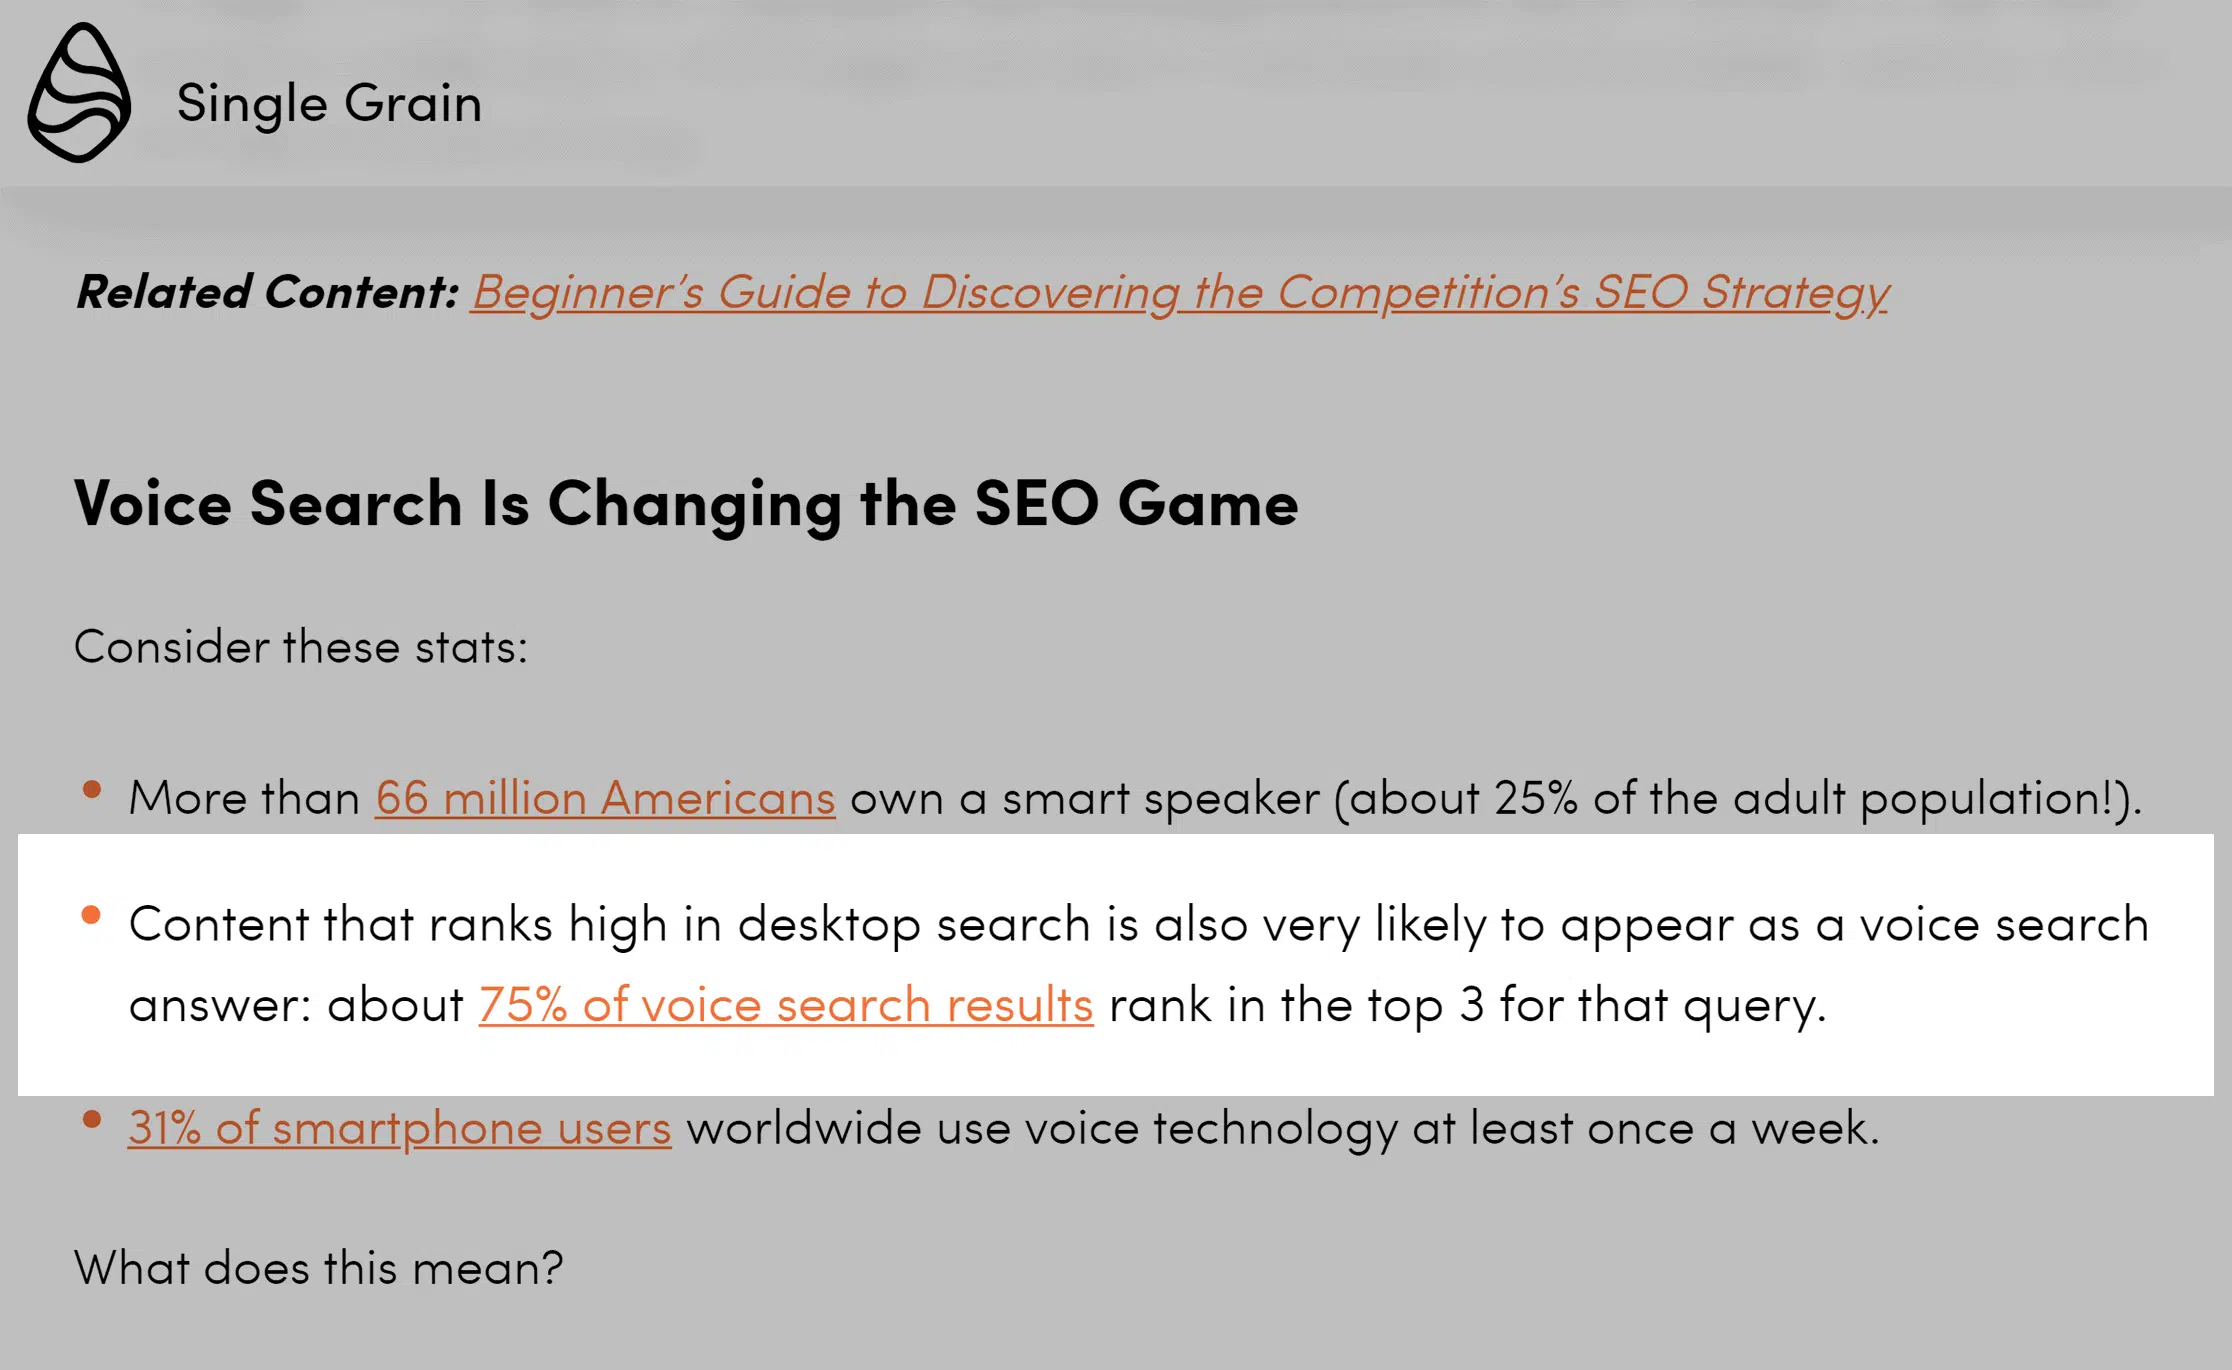 Single Grain
Related Content: Beginner’s Guide to Discovering the Competition’s SEO Strategy
Voice Search Is Changing the SEO Game
Consider these stats:
• More than 66 million Americans own a smart speaker (about 25% of the adult population!).
• Content that ranks high in desktop search is also very likely to appear as a voice search
answer: about 75% of voice search results rank in the top 3 for that query.
• 31% of smartphone users worldwide use voice technology at least once a week.
What does this mean?